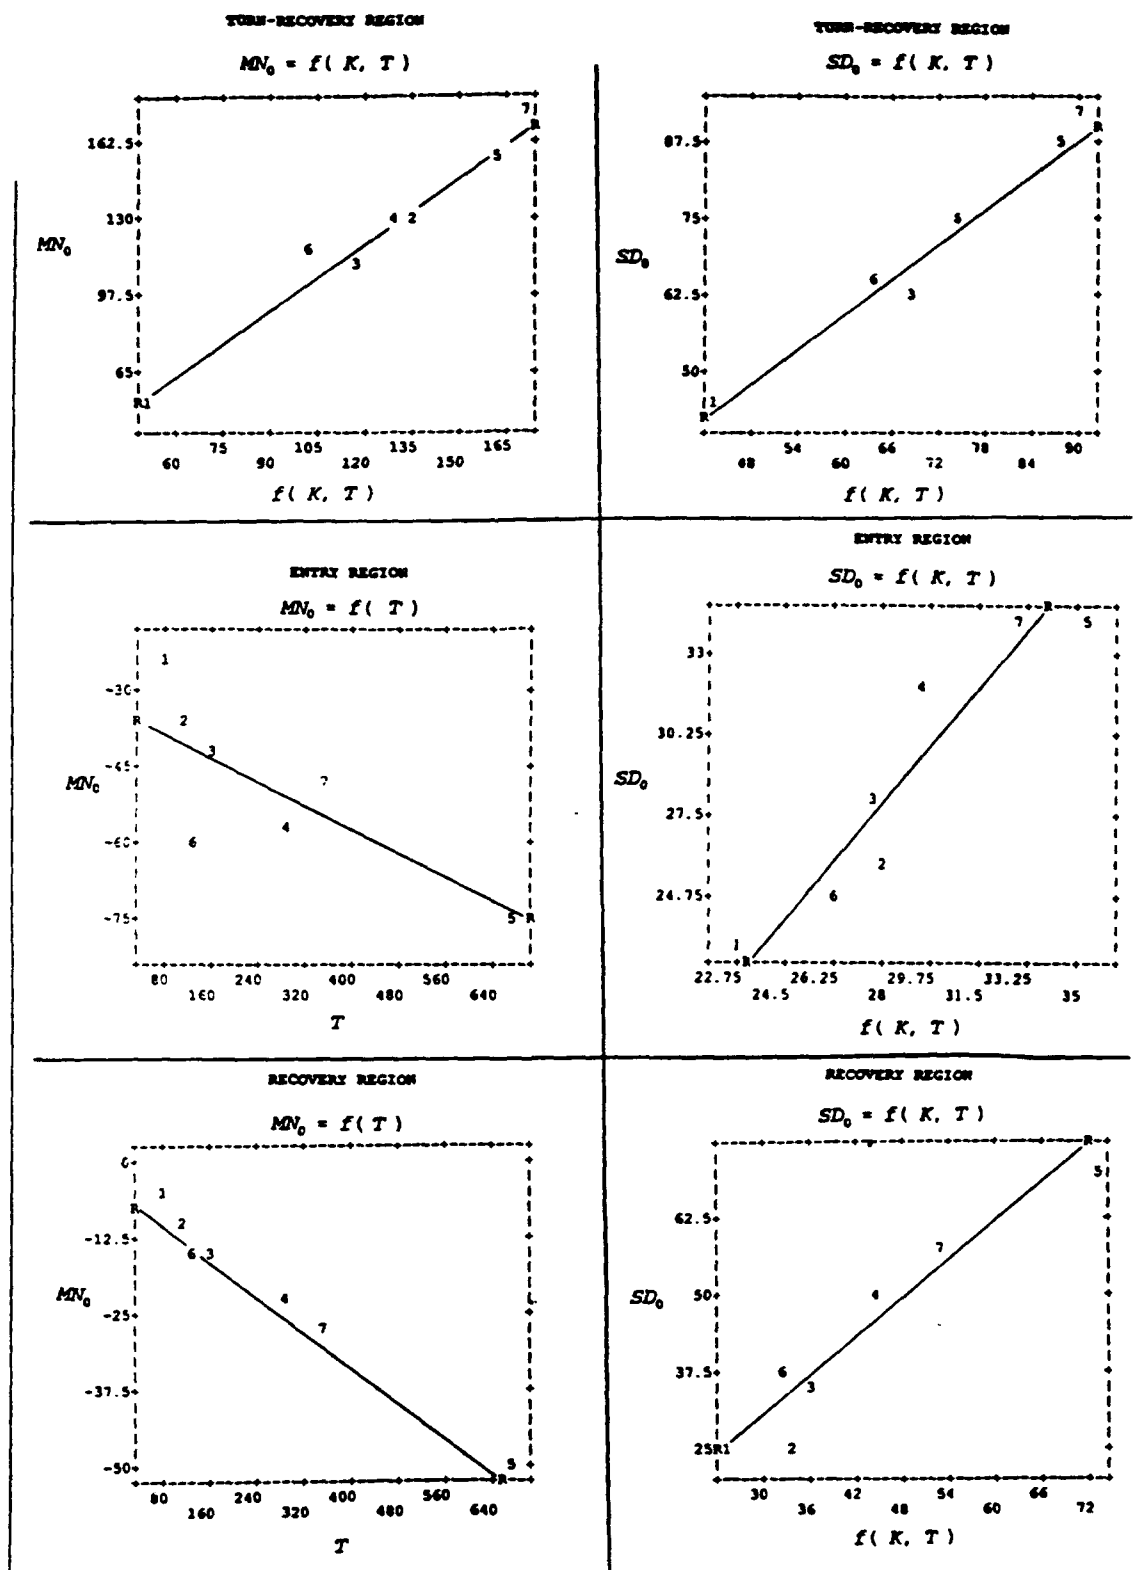 TURN-RECOVERY REGION
MN₀ = f( K, T )
162.5
130
97.5
65
MN₀
7
R
5
4 2
6
3
R1
75 105 135 165
60 90 120 150
f( K, T )
TURN-RECOVERY REGION
SD₀ = f( K, T )
87.5
75
62.5
50
SD₀
7
R
5
6
3
1
R
54 66 78 90
48 60 72 84
f( K, T )
ENTRY REGION
MN₀ = f( T )
-30
-45
-60
-75
MN₀
1
R
2
3
7
4
6
5 R
80 240 400 560
160 320 480 640
T
ENTRY REGION
SD₀ = f( K, T )
33
30.25
27.5
24.75
SD₀
R
7
5
4
3
2
6
1
R
22.75 26.25 29.75 33.25
24.5 28 31.5 35
f( K, T )
RECOVERY REGION
MN₀ = f( T )
0
-12.5
-25
-37.5
-50
MN₀
1
R
2
6 3
4
7
5
R
80 240 400 560
160 320 480 640
T
RECOVERY REGION
SD₀ = f( K, T )
62.5
50
37.5
25
SD₀
R
5
7
4
6
3
R1
2
30 42 54 66
36 48 60 72
f( K, T )